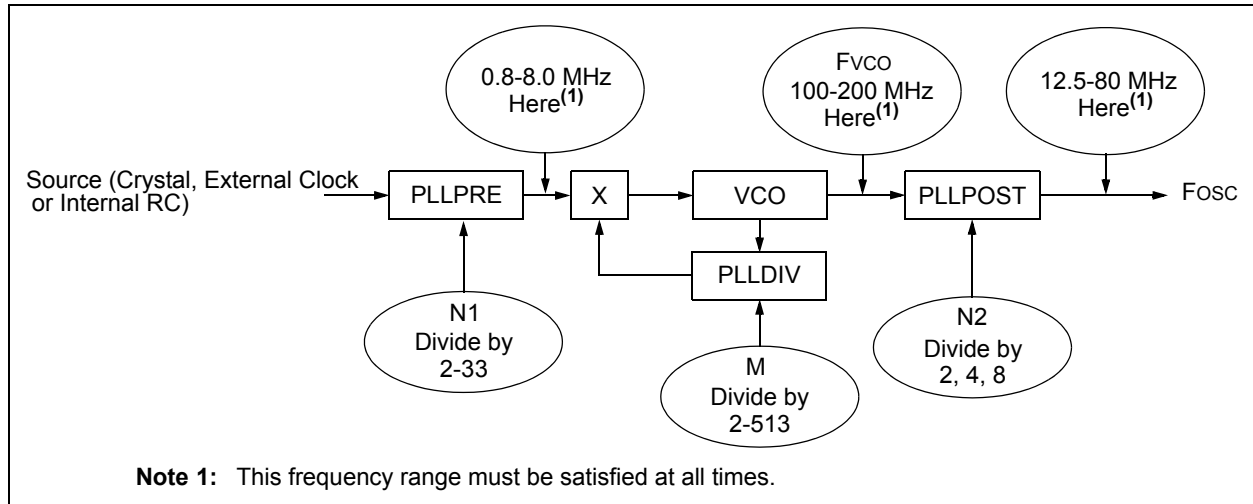 0.8-8.0 MHz
Here(1)
FVCO
100-200 MHz
Here(1)
12.5-80 MHz
Here(1)
Source (Crystal, External Clock
or Internal RC)
PLLPRE
X
VCO
PLLPOST
FOSC
PLLDIV
N1
Divide by
2-33
M
Divide by
2-513
N2
Divide by
2, 4, 8
Note 1: This frequency range must be satisfied at all times.